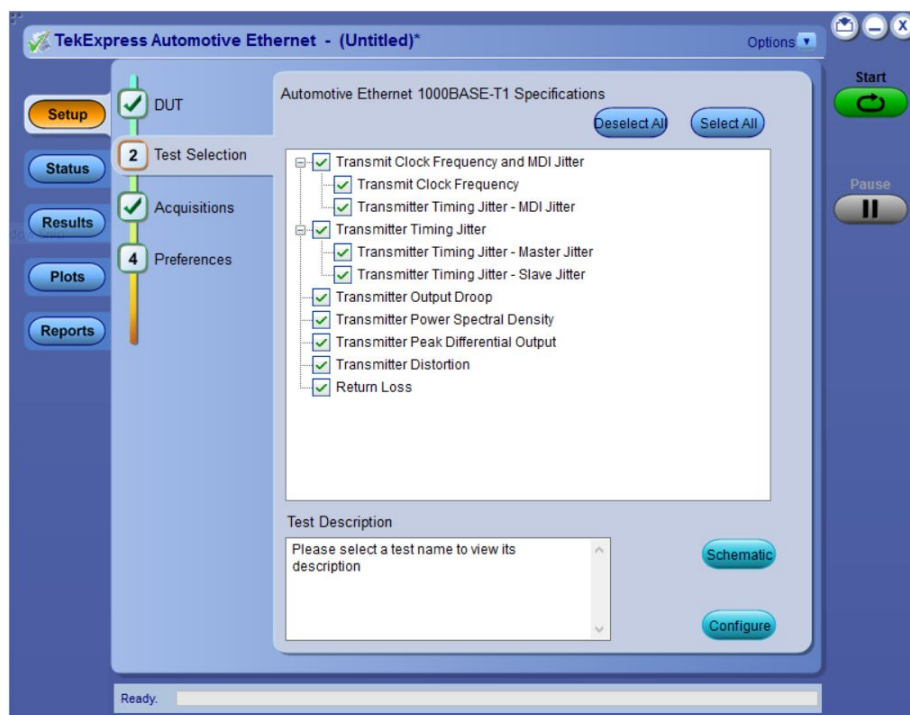 TekExpress Automotive Ethernet - (Untitled)*
Options
X
Start
Pause
Setup
Status
Results
Plots
Reports
DUT
2 Test Selection
Acquisitions
4 Preferences
Automotive Ethernet 1000BASE-T1 Specifications
Deselect All
Select All
Transmit Clock Frequency and MDI Jitter
Transmit Clock Frequency
Transmitter Timing Jitter - MDI Jitter
Transmitter Timing Jitter
Transmitter Timing Jitter - Master Jitter
Transmitter Timing Jitter - Slave Jitter
Transmitter Output Droop
Transmitter Power Spectral Density
Transmitter Peak Differential Output
Transmitter Distortion
Return Loss
Test Description
Please select a test name to view its
description
Schematic
Configure
Ready.